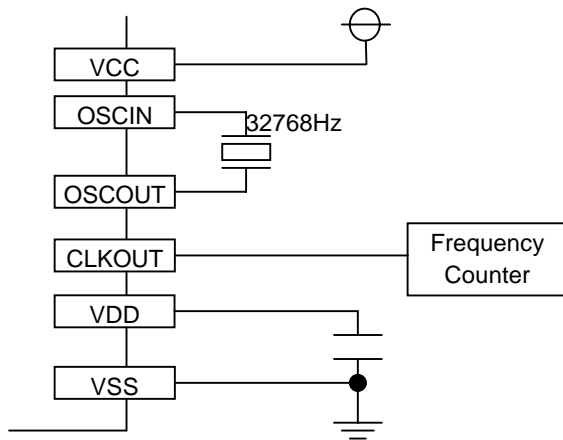 VCC
OSCIN
32768Hz
OSCOUT
CLKOUT
Frequency
Counter
VDD
VSS